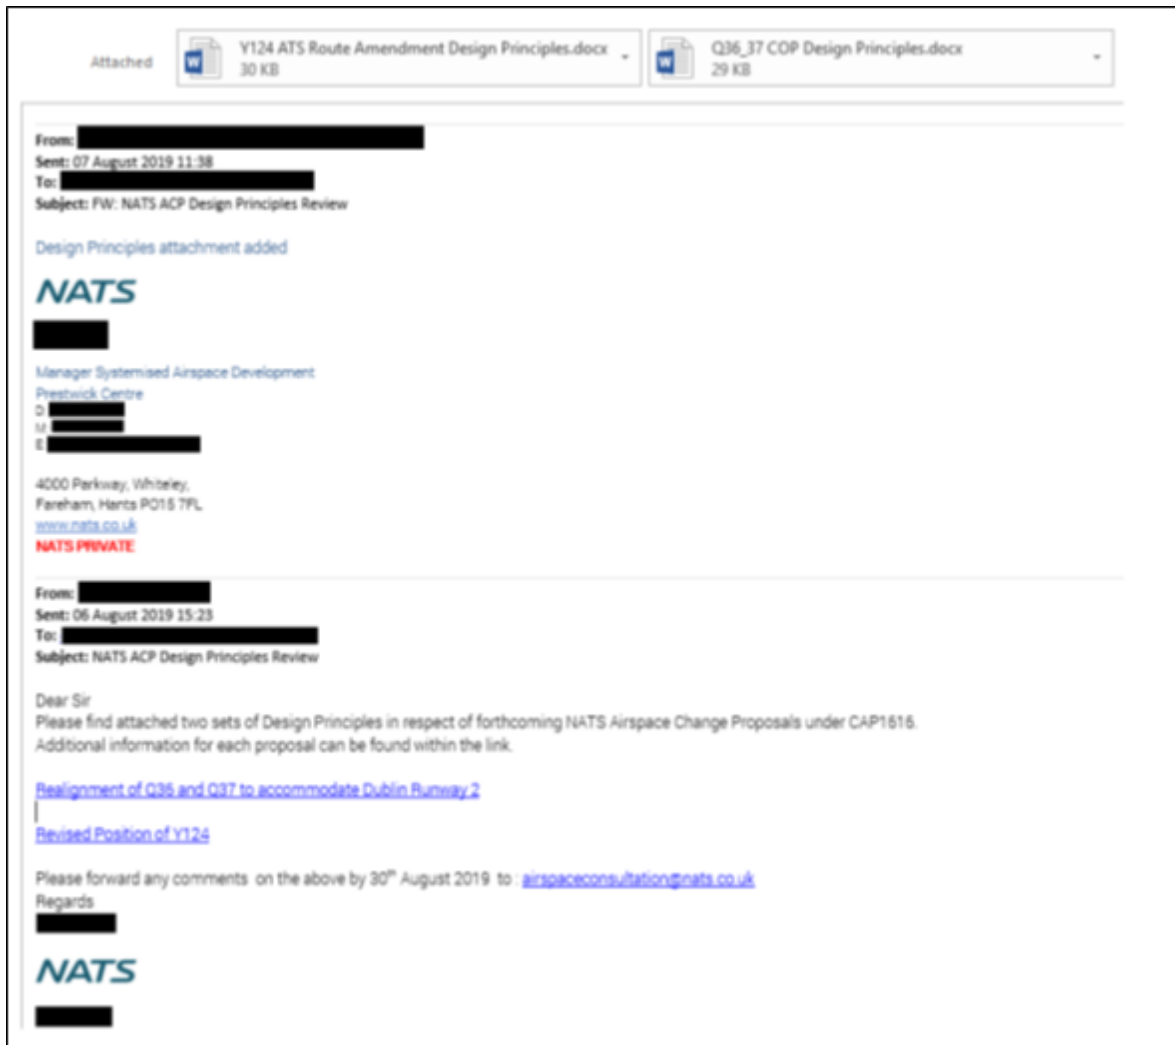 Attached
Y124 ATS Route Amendment Design Principles.docx
30 KB
Q36_37 COP Design Principles.docx
29 KB
From:
Sent: 07 August 2019 11:38
To:
Subject: FW: NATS ACP Design Principles Review
Design Principles attachment added
NATS
Manager Systemised Airspace Development
Prestwick Centre
D:
M:
E:
4000 Parkway, Whiteley,
Fareham, Hants PO15 7FL
www.nats.co.uk
NATS PRIVATE
From:
Sent: 06 August 2019 15:23
To:
Subject: NATS ACP Design Principles Review
Dear Sir
Please find attached two sets of Design Principles in respect of forthcoming NATS Airspace Change Proposals under CAP1616.
Additional information for each proposal can be found within the link.
Realignment of Q36 and Q37 to accommodate Dublin Runway 2
Revised Position of Y124
Please forward any comments on the above by 30th August 2019 to : airspaceconsultation@nats.co.uk
Regards
NATS